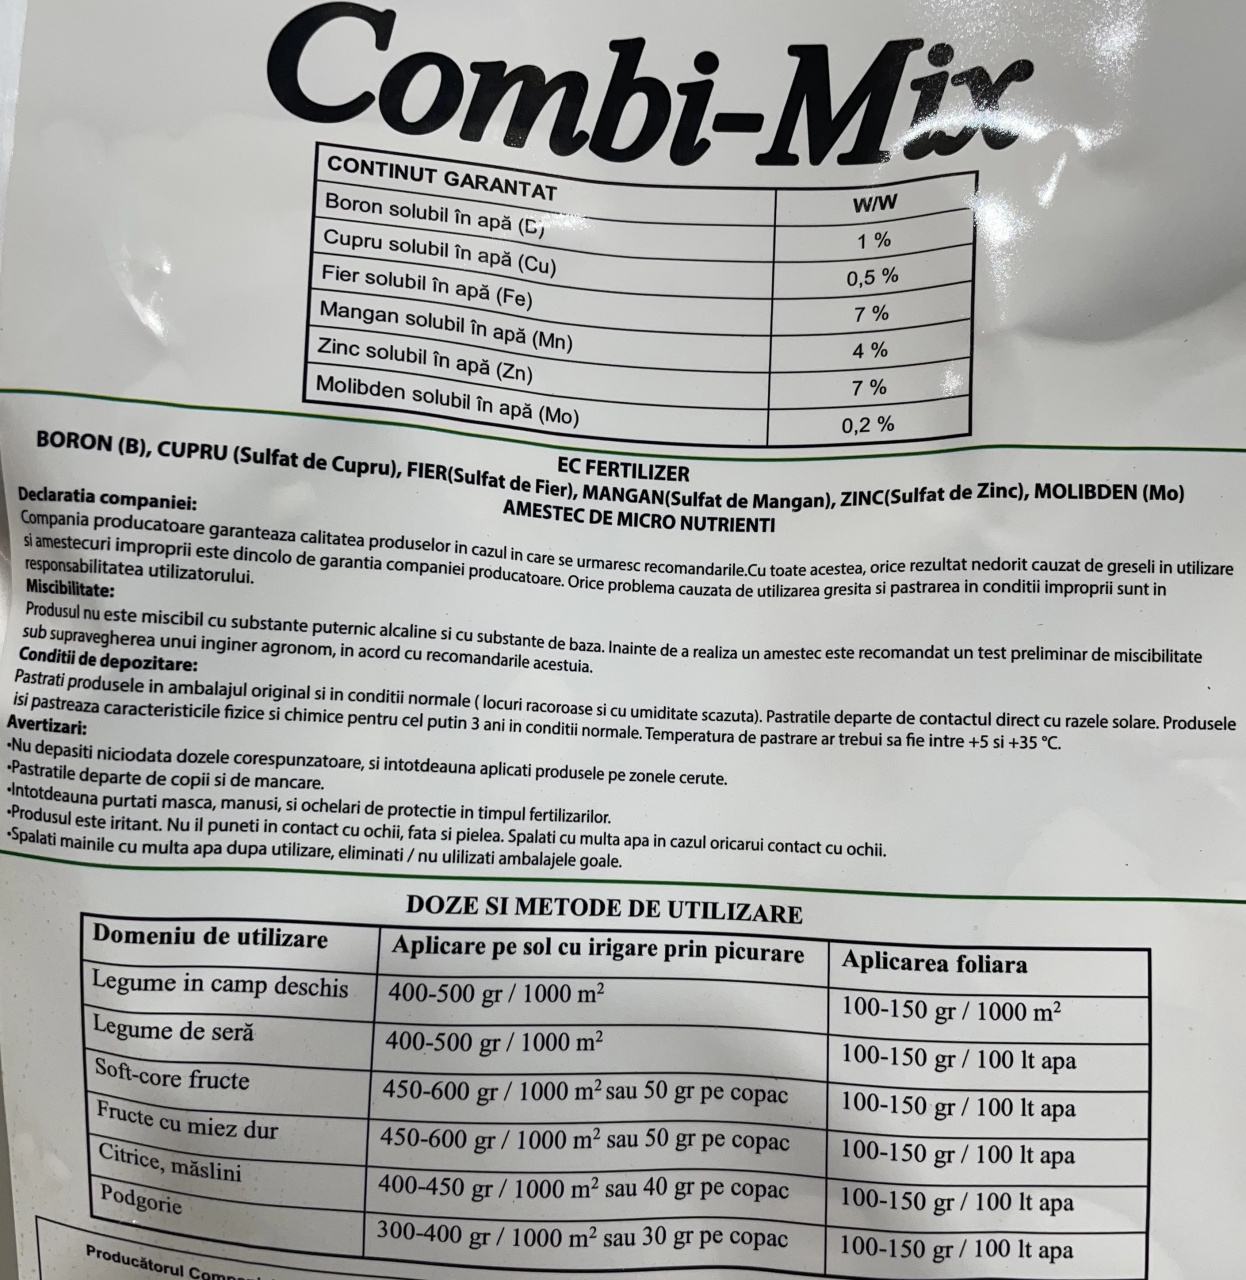 Combi-Mix
CONTINUT GARANTAT W/W
Boron solubil în apă (B) 1 %
Cupru solubil în apă (Cu) 0,5 %
Fier solubil în apă (Fe) 7 %
Mangan solubil în apă (Mn) 4 %
Zinc solubil în apă (Zn) 7 %
Molibden solubil în apă (Mo) 0,2 %
EC FERTILIZER
BORON (B), CUPRU (Sulfat de Cupru), FIER(Sulfat de Fier), MANGAN(Sulfat de Mangan), ZINC(Sulfat de Zinc), MOLIBDEN (Mo)
AMESTEC DE MICRO NUTRIENTI
Declaratia companiei:
Compania producatoare garanteaza calitatea produselor in cazul in care se urmaresc recomandarile.Cu toate acestea, orice rezultat nedorit cauzat de greseli in utilizare
si amestecuri improprii este dincolo de garantia companiei producatoare. Orice problema cauzata de utilizarea gresita si pastrarea in conditii improprii sunt in
responsabilitatea utilizatorului.
Miscibilitate:
Produsul nu este miscibil cu substante puternic alcaline si cu substante de baza. Inainte de a realiza un amestec este recomandat un test preliminar de miscibilitate
sub supravegherea unui inginer agronom, in acord cu recomandarile acestuia.
Conditii de depozitare:
Pastrati produsele in ambalajul original si in conditii normale ( locuri racoroase si cu umiditate scazuta). Pastratile departe de contactul direct cu razele solare. Produsele
isi pastreaza caracteristicile fizice si chimice pentru cel putin 3 ani in conditii normale. Temperatura de pastrare ar trebui sa fie intre +5 si +35 °C.
Avertizari:
•Nu depasiti niciodata dozele corespunzatoare, si intotdeauna aplicati produsele pe zonele cerute.
•Pastratile departe de copii si de mancare.
•Intotdeauna purtati masca, manusi, si ochelari de protectie in timpul fertilizarilor.
•Produsul este iritant. Nu il puneti in contact cu ochii, fata si pielea. Spalati cu multa apa in cazul oricarui contact cu ochii.
•Spalati mainile cu multa apa dupa utilizare, eliminati / nu ulilizati ambalajele goale.
DOZE SI METODE DE UTILIZARE
Domeniu de utilizare Aplicare pe sol cu irigare prin picurare Aplicarea foliara
Legume in camp deschis 400-500 gr / 1000 m² 100-150 gr / 1000 m²
Legume de seră 400-500 gr / 1000 m² 100-150 gr / 100 lt apa
Soft-core fructe 450-600 gr / 1000 m² sau 50 gr pe copac 100-150 gr / 100 lt apa
Fructe cu miez dur 450-600 gr / 1000 m² sau 50 gr pe copac 100-150 gr / 100 lt apa
Citrice, măslini 400-450 gr / 1000 m² sau 40 gr pe copac 100-150 gr / 100 lt apa
Podgorie 300-400 gr / 1000 m² sau 30 gr pe copac 100-150 gr / 100 lt apa
Producătorul